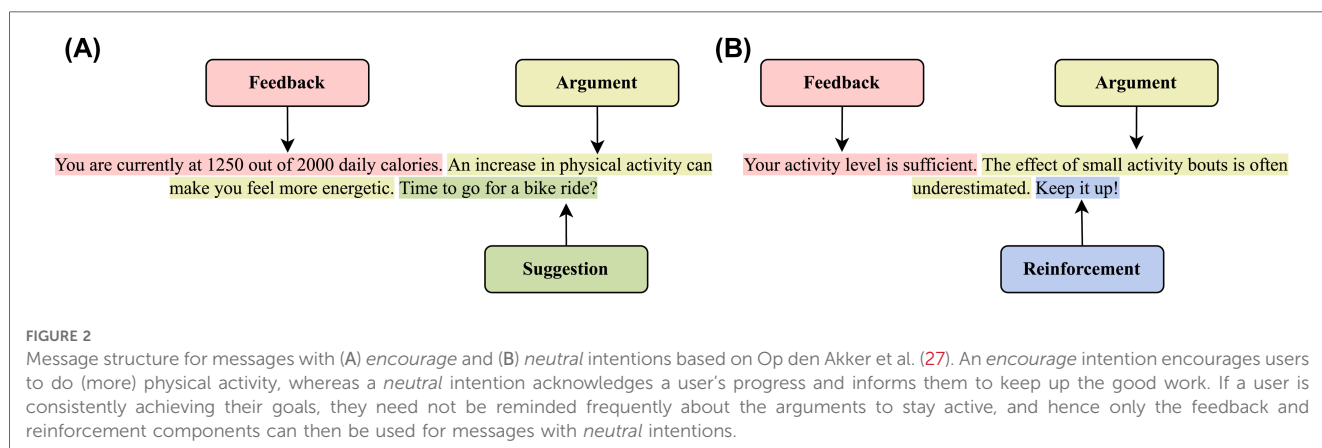 (A)
(B)
Feedback
Argument
Feedback
Argument
You are currently at 1250 out of 2000 daily calories. An increase in physical activity can
make you feel more energetic. Time to go for a bike ride?
Your activity level is sufficient. The effect of small activity bouts is often
underestimated. Keep it up!
Suggestion
Reinforcement
FIGURE 2
Message structure for messages with (A) encourage and (B) neutral intentions based on Op den Akker et al. (27). An encourage intention encourages users
to do (more) physical activity, whereas a neutral intention acknowledges a user's progress and informs them to keep up the good work. If a user is
consistently achieving their goals, they need not be reminded frequently about the arguments to stay active, and hence only the feedback and
reinforcement components can then be used for messages with neutral intentions.